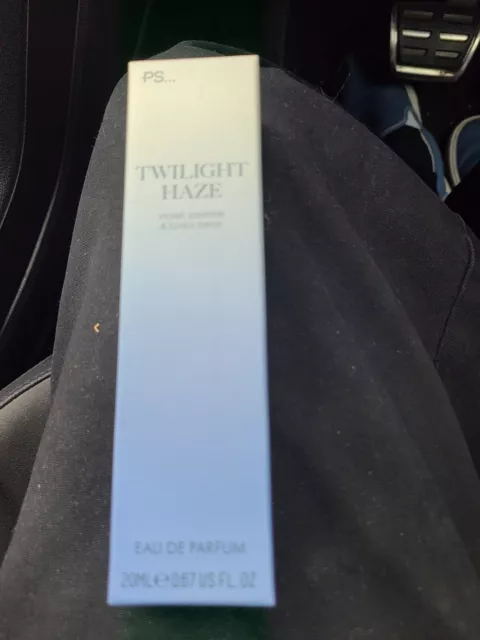 PS...
TWILIGHT
HAZE
EAU DE PARFUM
20ML ℮ 0.67 US FL. OZ